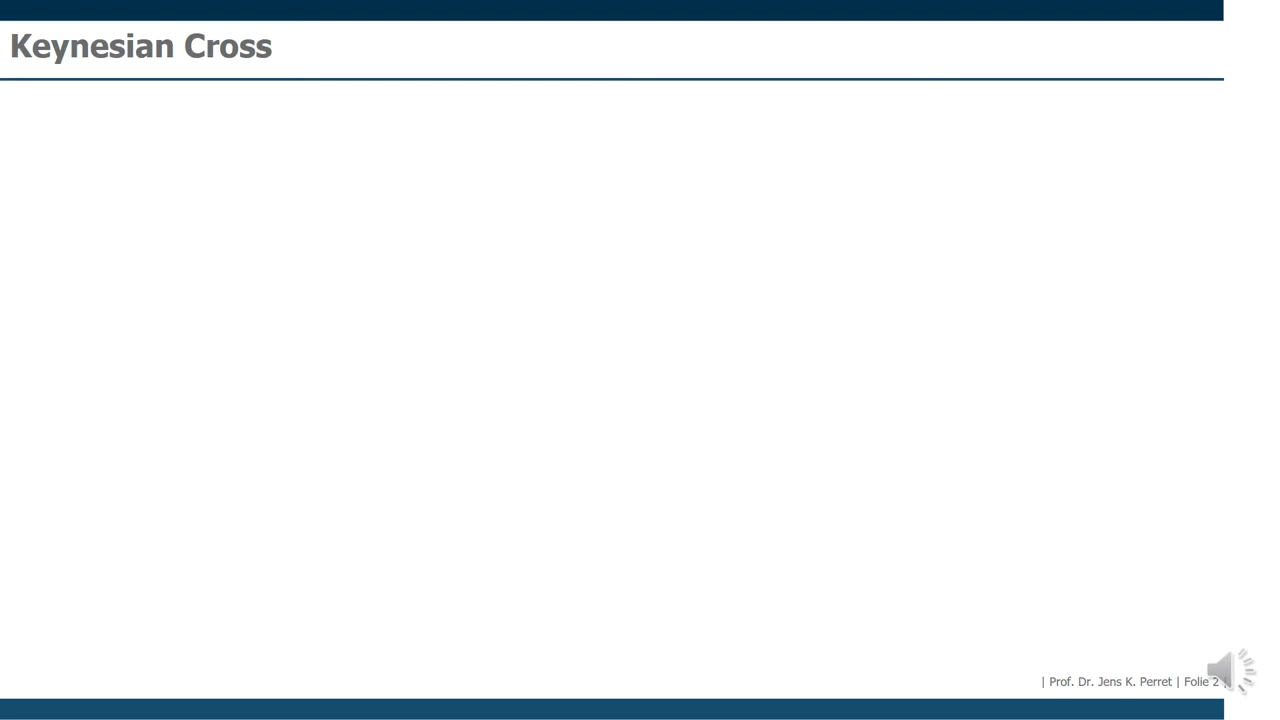 Keynesian Cross
| Prof. Dr. Jens K. Perret | Folie 2 |